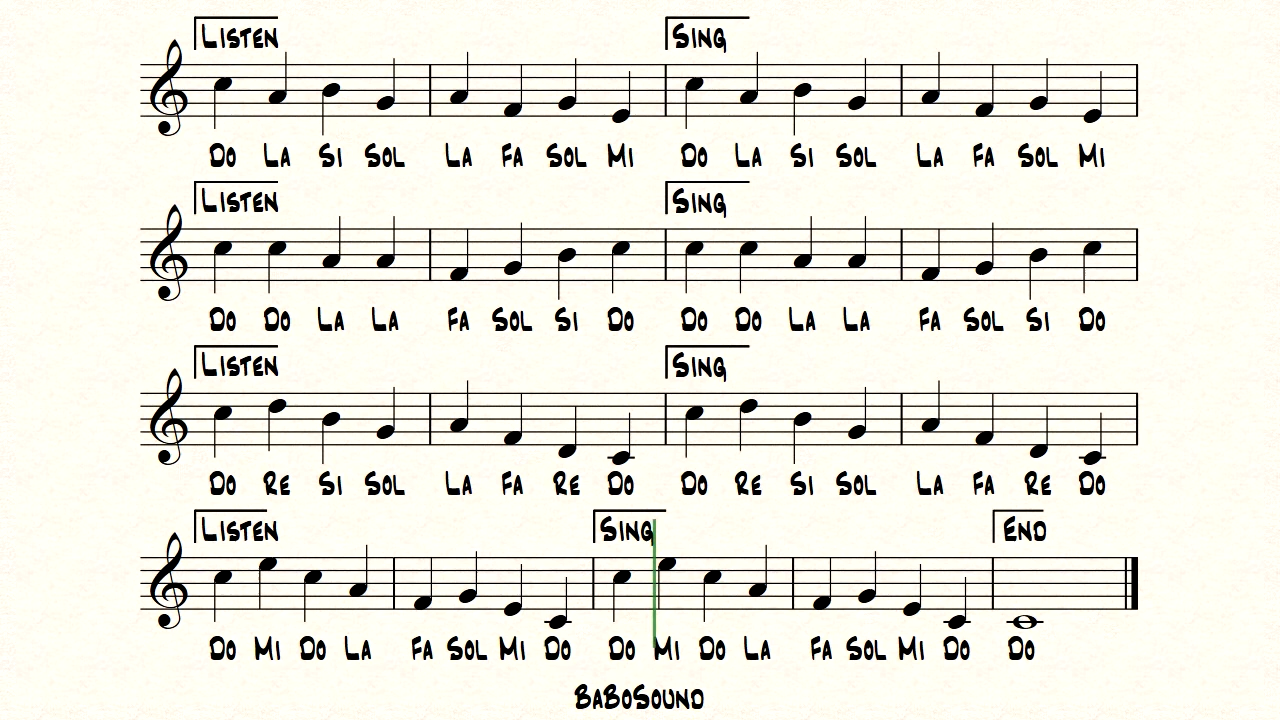 Listen Sing
Do La Si Sol La Fa Sol Mi Do La Si Sol La Fa Sol Mi
Listen Sing
Do Do La La Fa Sol Si Do Do Do La La Fa Sol Si Do
Listen Sing
Do Re Si Sol La Fa Re Do Do Re Si Sol La Fa Re Do
Listen Sing End
Do Mi Do La Fa Sol Mi Do Do Mi Do La Fa Sol Mi Do Do
BaBoSound